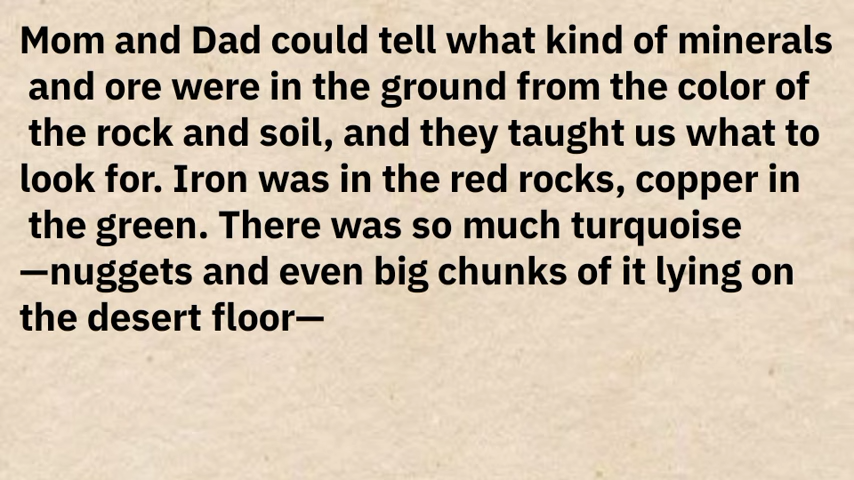 Mom and Dad could tell what kind of minerals
and ore were in the ground from the color of
the rock and soil, and they taught us what to
look for. Iron was in the red rocks, copper in
the green. There was so much turquoise
—nuggets and even big chunks of it lying on
the desert floor—